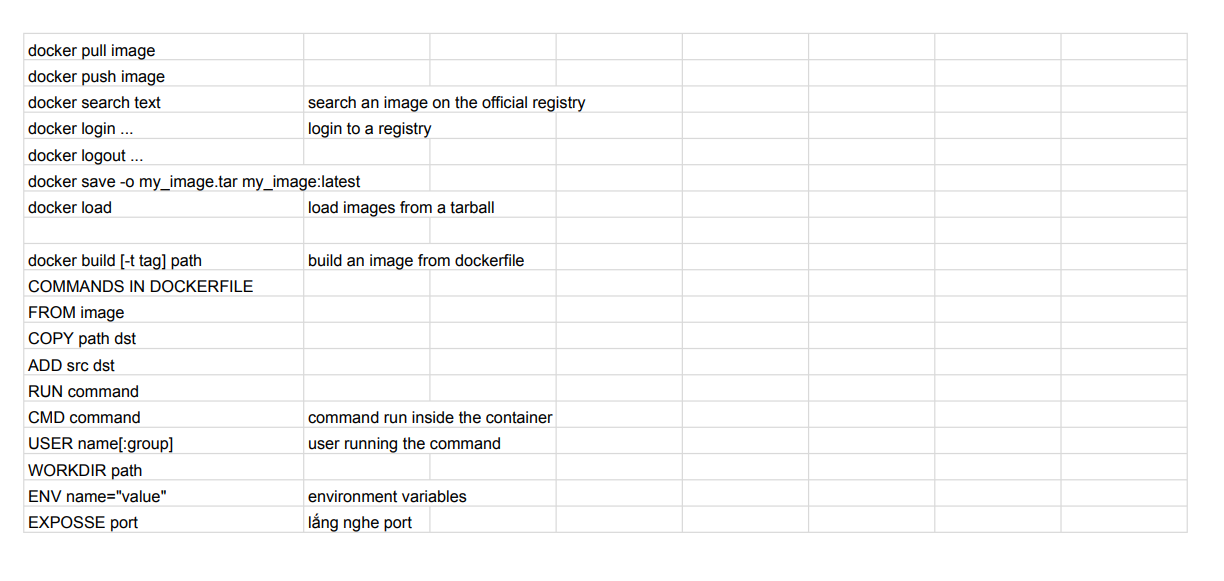 docker pull image
docker push image
docker search text search an image on the official registry
docker login ... login to a registry
docker logout ...
docker save -o my_image.tar my_image:latest
docker load load images from a tarball
docker build [-t tag] path build an image from dockerfile
COMMANDS IN DOCKERFILE
FROM image
COPY path dst
ADD src dst
RUN command
CMD command command run inside the container
USER name[:group] user running the command
WORKDIR path
ENV name="value" environment variables
EXPOSSE port lắng nghe port